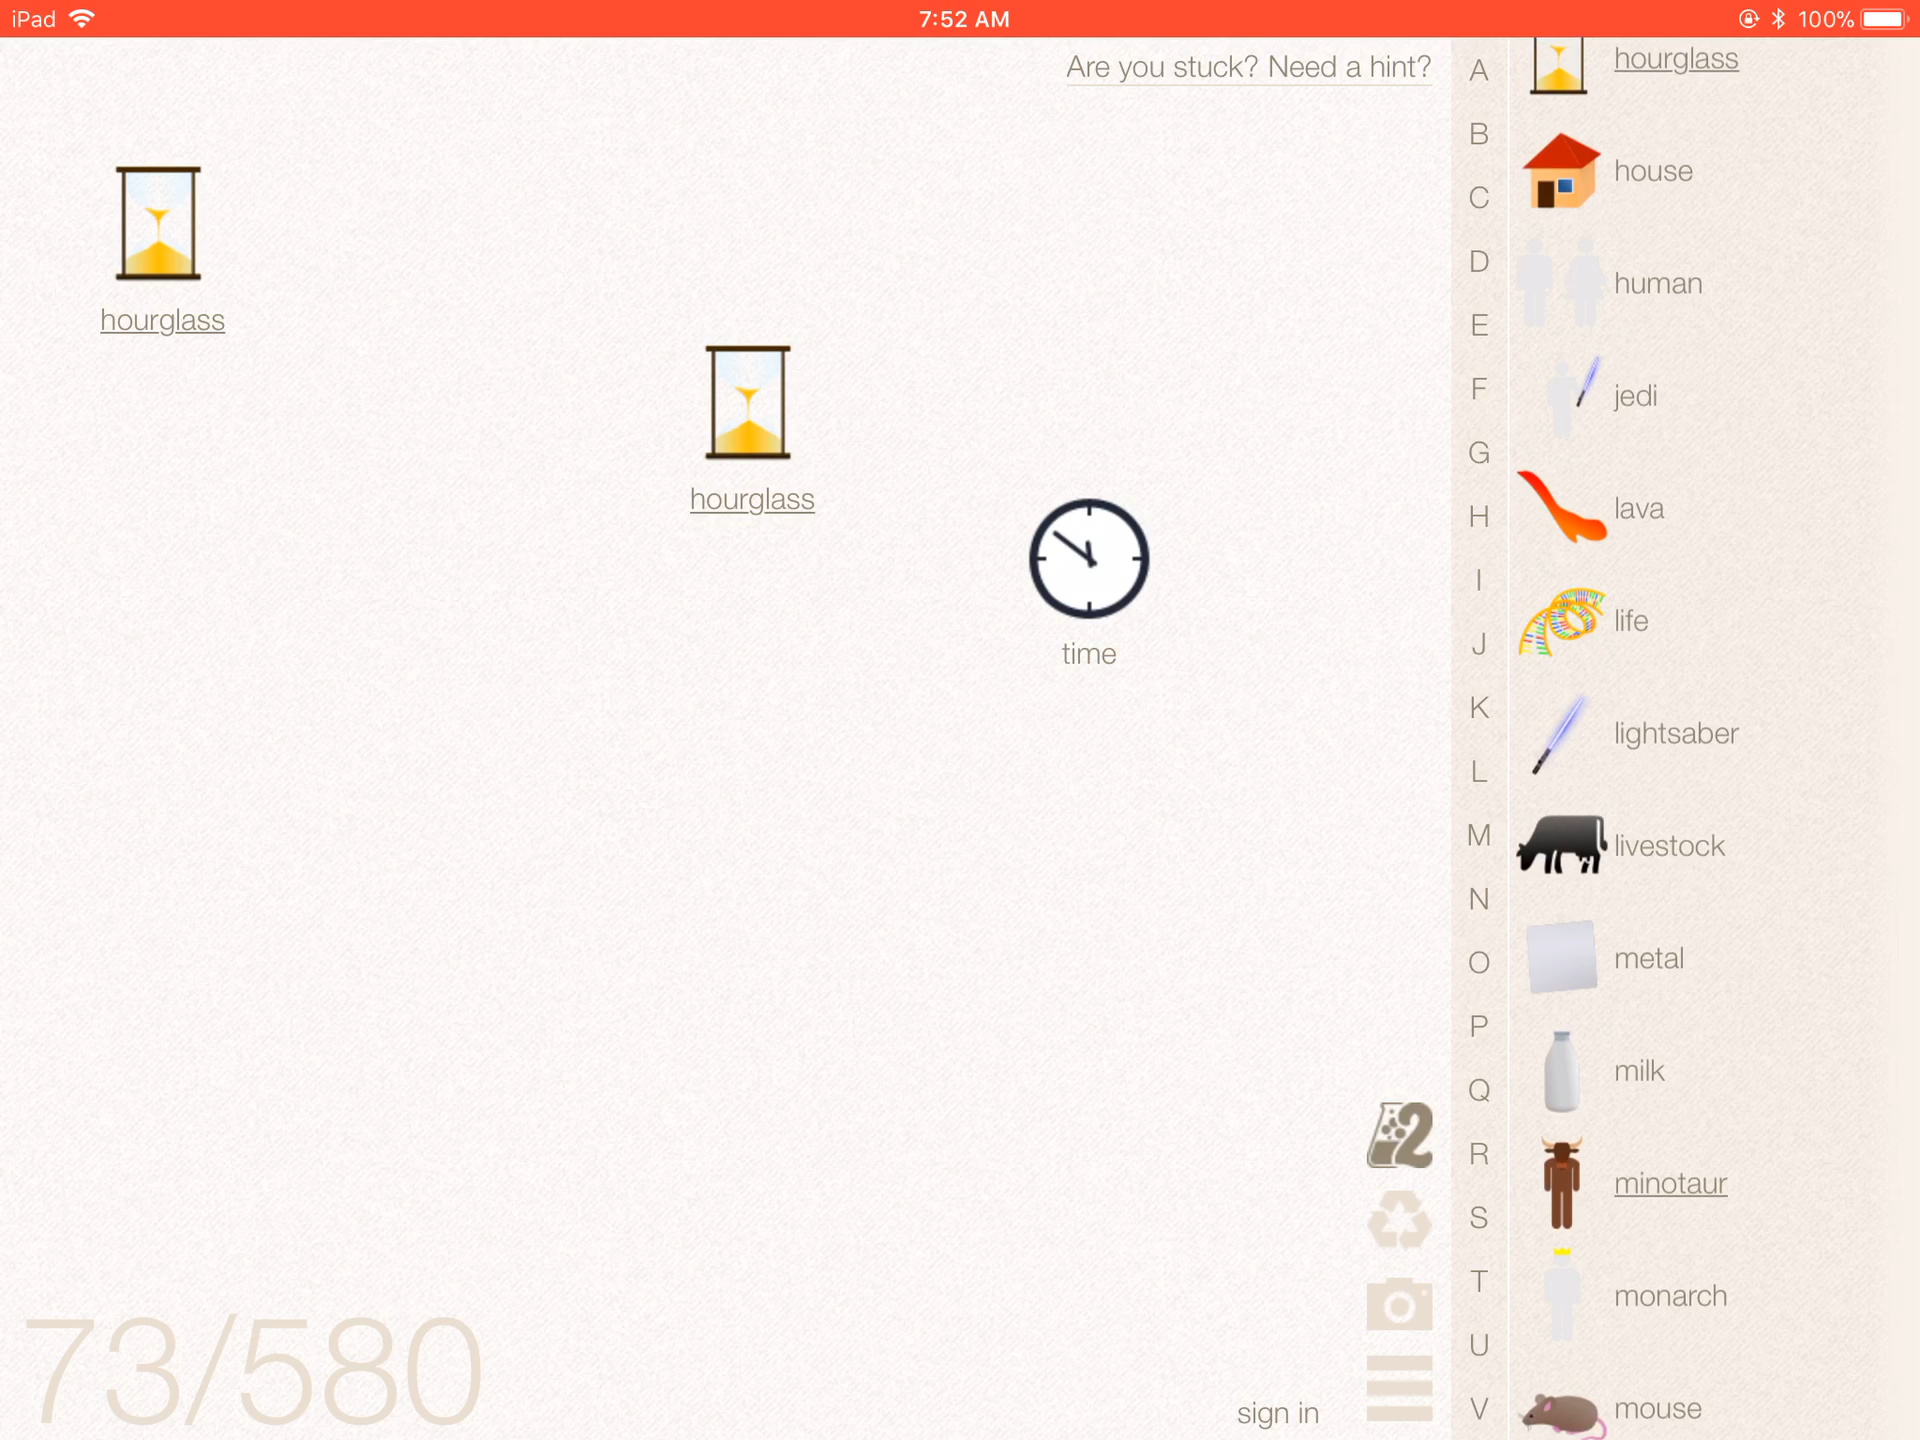 iPad 7:52 AM 100%
Are you stuck? Need a hint?
hourglass
hourglass
time
73/580
2
sign in
A
B
C
D
E
F
G
H
I
J
K
L
M
N
O
P
Q
R
S
T
U
V
hourglass
house
human
jedi
lava
life
lightsaber
livestock
metal
milk
minotaur
monarch
mouse